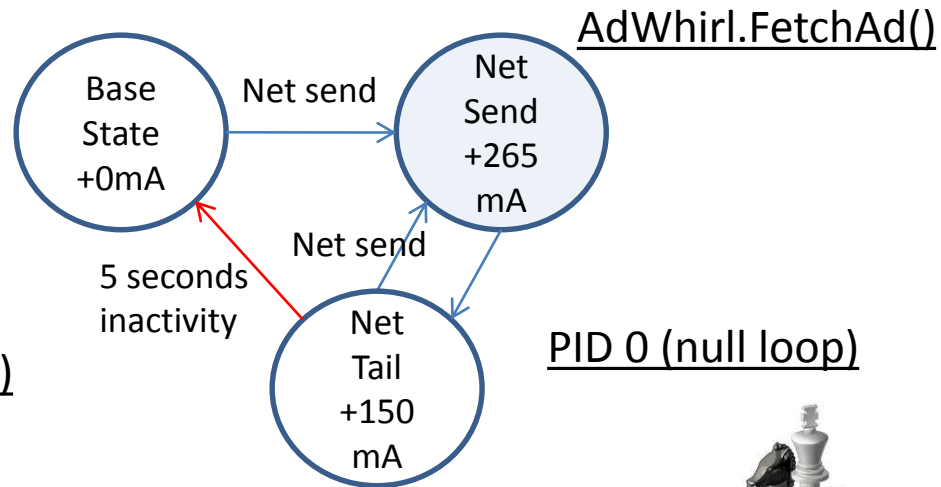 AdWhirl.FetchAd()
Base
State
+0mA
Net send
Net
Send
+265
mA
Net send
5 seconds
inactivity
Net
Tail
+150
mA
PID 0 (null loop)
)